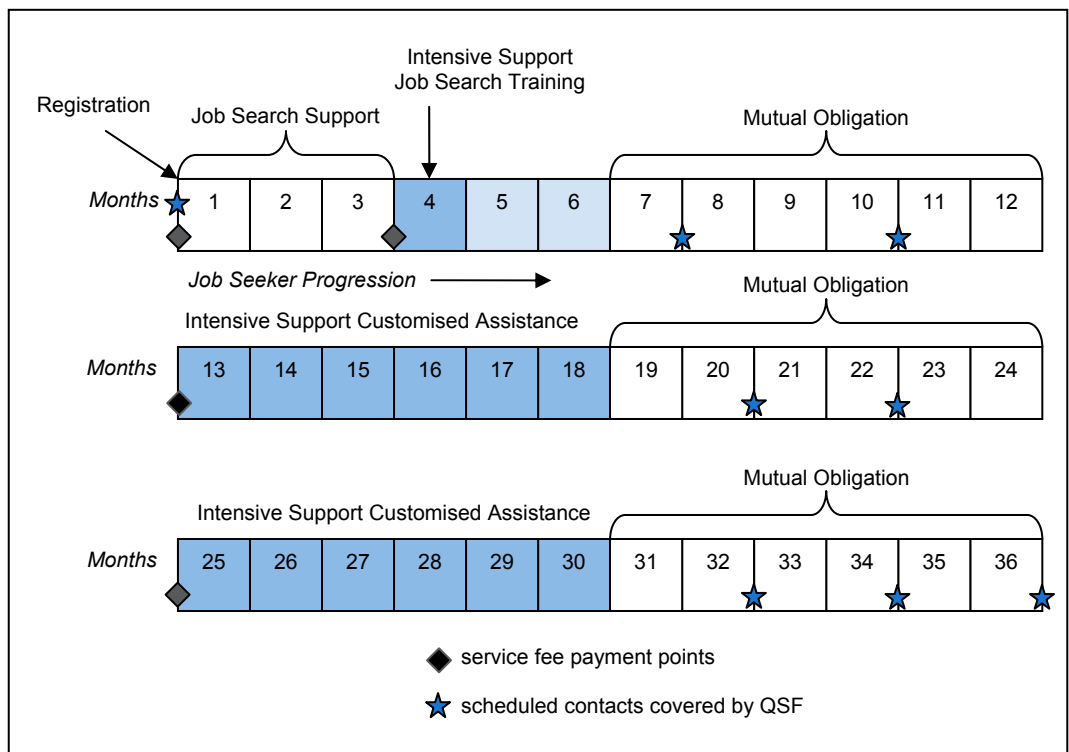 Intensive Support
Job Search Training
Registration
Job Search Support
Mutual Obligation
Months 1 2 3 4 5 6 7 8 9 10 11 12
Job Seeker Progression
Mutual Obligation
Intensive Support Customised Assistance
Months 13 14 15 16 17 18 19 20 21 22 23 24
Mutual Obligation
Intensive Support Customised Assistance
Months 25 26 27 28 29 30 31 32 33 34 35 36
service fee payment points
scheduled contacts covered by QSF